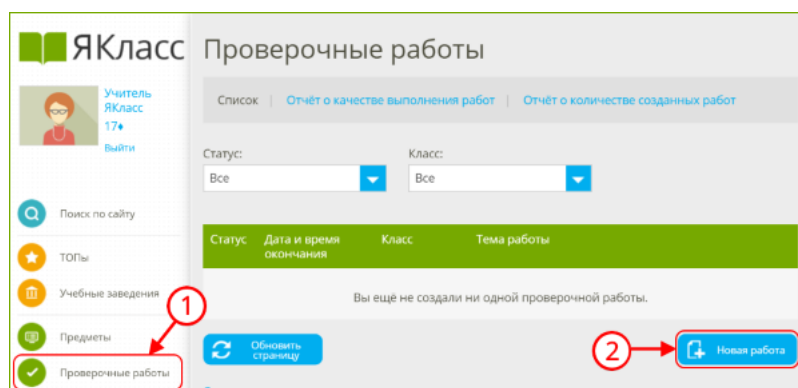 ЯКласс
Учитель
ЯКласс
17
Выйти
Поиск по сайту
ТОПы
Учебные заведения
Предметы
Проверочные работы
1
Проверочные работы
Список | Отчёт о качестве выполнения работ | Отчёт о количестве созданных работ
Статус: Класс:
Все Все
Статус Дата и время Класс Тема работы
окончания
Вы ещё не создали ни одной проверочной работы.
Обновить
страницу
2
Новая работа